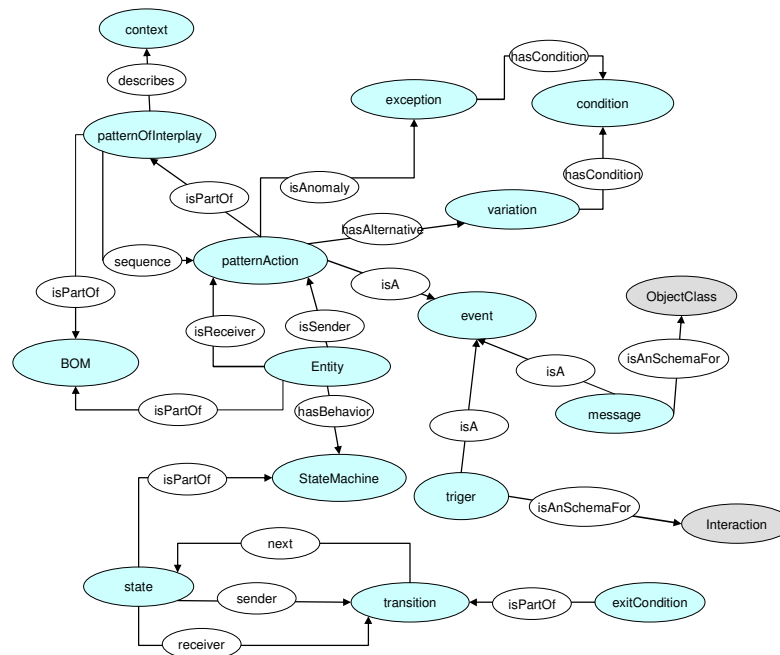 context
describes
hasCondition
exception
condition
patternOfInterplay
isPartOf
isAnomaly
hasCondition
variation
hasAlternative
sequence
patternAction
isA
ObjectClass
isPartOf
event
isReceiver
isSender
isAnSchemaFor
BOM
Entity
isA
isPartOf
hasBehavior
message
isA
isPartOf
StateMachine
triger
isAnSchemaFor
Interaction
next
state
sender
transition
isPartOf
exitCondition
receiver